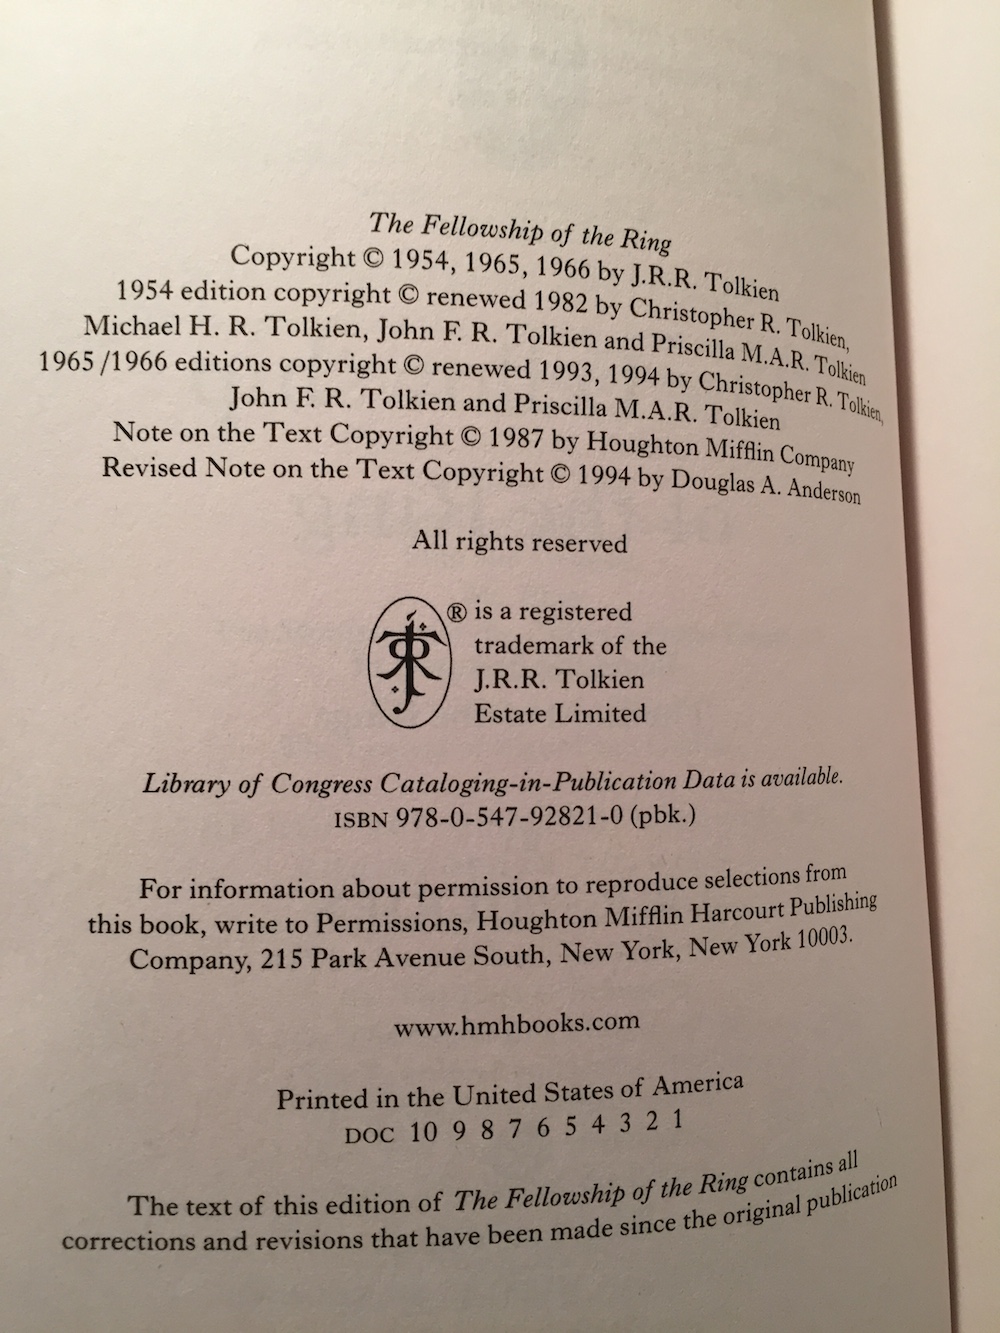 The Fellowship of the Ring
Copyright © 1954, 1965, 1966 by J.R.R. Tolkien
1954 edition copyright © renewed 1982 by Christopher R. Tolkien,
Michael H. R. Tolkien, John F. R. Tolkien and Priscilla M.A.R. Tolkien
1965 /1966 editions copyright © renewed 1993, 1994 by Christopher R. Tolkien,
John F. R. Tolkien and Priscilla M.A.R. Tolkien
Note on the Text Copyright © 1987 by Houghton Mifflin Company
Revised Note on the Text Copyright © 1994 by Douglas A. Anderson
All rights reserved
® is a registered
trademark of the
J.R.R. Tolkien
Estate Limited
Library of Congress Cataloging-in-Publication Data is available.
ISBN 978-0-547-92821-0 (pbk.)
For information about permission to reproduce selections from
this book, write to Permissions, Houghton Mifflin Harcourt Publishing
Company, 215 Park Avenue South, New York, New York 10003.
www.hmhbooks.com
Printed in the United States of America
DOC 10 9 8 7 6 5 4 3 2 1
The text of this edition of The Fellowship of the Ring contains all
corrections and revisions that have been made since the original publication